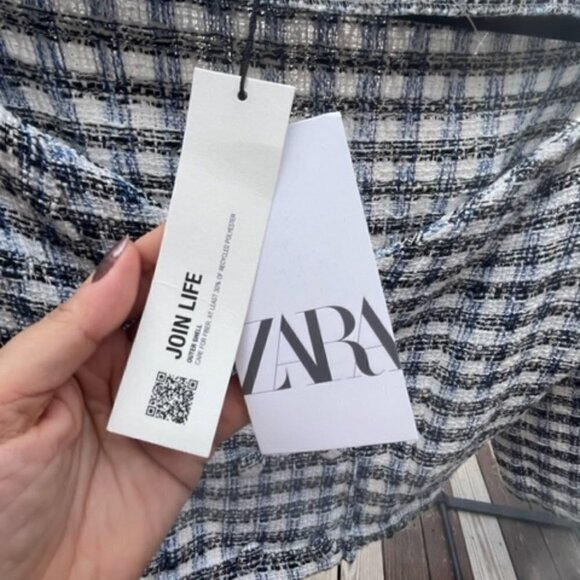 JOIN LIFE
OUTER SHELL
CARE FOR FIBER: AT LEAST 30% OF RECYCLED POLYESTER
ZARA